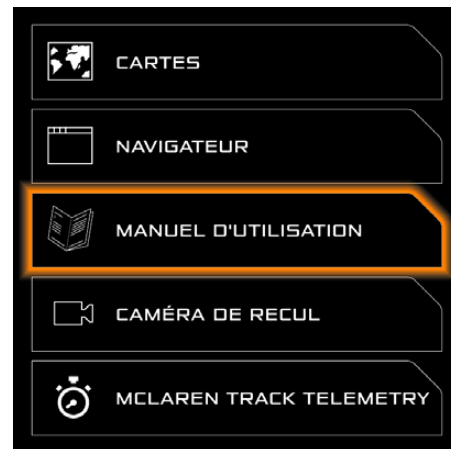 CARTES
NAVIGATEUR
MANUEL D'UTILISATION
CAMÉRA DE RECUL
MCLAREN TRACK TELEMETRY